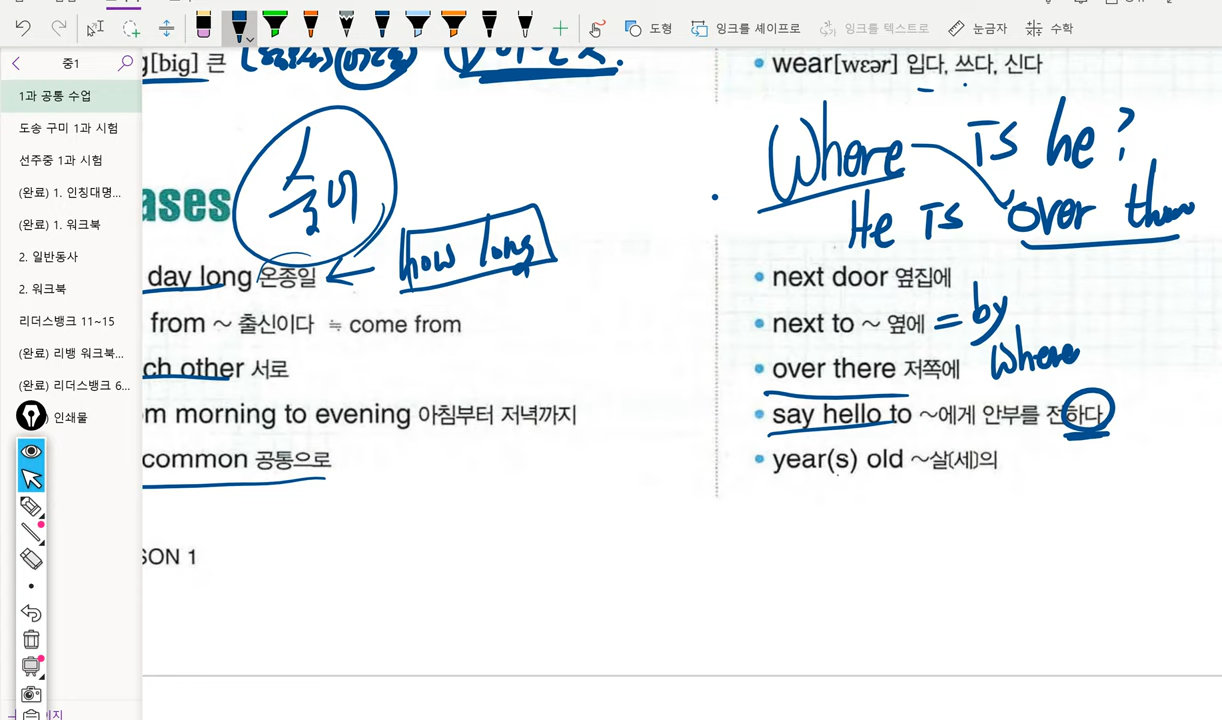 도형
잉크를 셰이프로
잉크를 텍스트로
눈금자
수학
중1
1과 공통 수업
도송 구미 1과 시험
선주중 1과 시험
(완료) 1. 인칭대명...
(완료) 1. 워크북
2. 일반동사
2. 워크북
리더스뱅크 11~15
(완료) 리뱅 워크북...
(완료) 리더스뱅크 6...
인쇄물
g[big] 큰
ases
how long
day long 온종일
from ~ 출신이다 ≒ come from
ch other 서로
m morning to evening 아침부터 저녁까지
common 공통으로
SON 1
wear[wɛər] 입다, 쓰다, 신다
Where is he?
He is over there
next door 옆집에
next to ~ 옆에 = by
where
over there 저쪽에
say hello to ~에게 안부를 전하다
year(s) old ~살(세)의